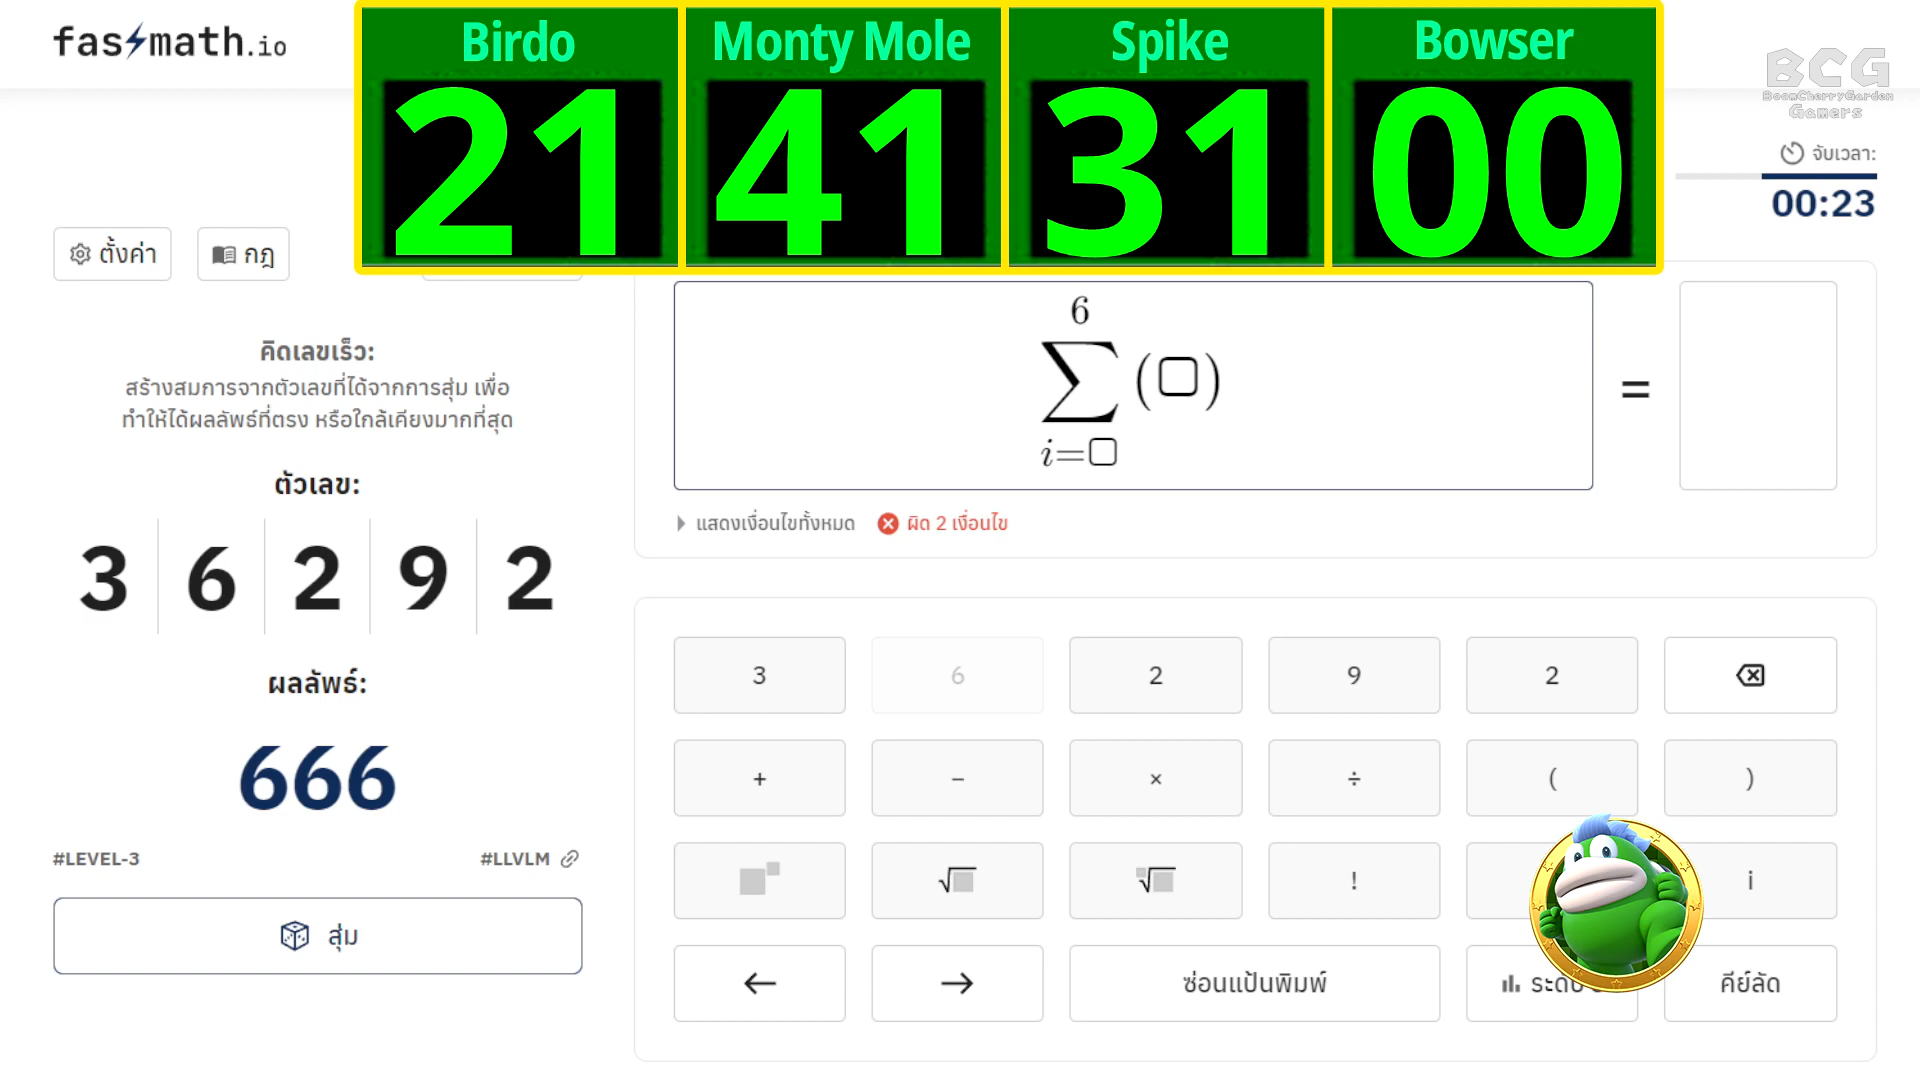 fasmath.io
Birdo
21
Monty Mole
41
Spike
31
Bowser
00
BCG
BoomCherryGarden
Gamers
จับเวลา:
00:23
ตั้งค่า
กฎ
คิดเลขเร็ว:
สร้างสมการจากตัวเลขที่ได้จากการสุ่ม เพื่อ
ทำให้ได้ผลลัพธ์ที่ตรง หรือใกล้เคียงมากที่สุด
ตัวเลข:
3 6 2 9 2
ผลลัพธ์:
666
#LEVEL-3
#LLVLM
สุ่ม
6
∑(□)
i=□
=
แสดงเงื่อนไขทั้งหมด
ผิด 2 เงื่อนไข
3 6 2 9 2
+ − × ÷ ( )
√ √ ! i
← → ซ่อนแป้นพิมพ์
คีย์ลัด